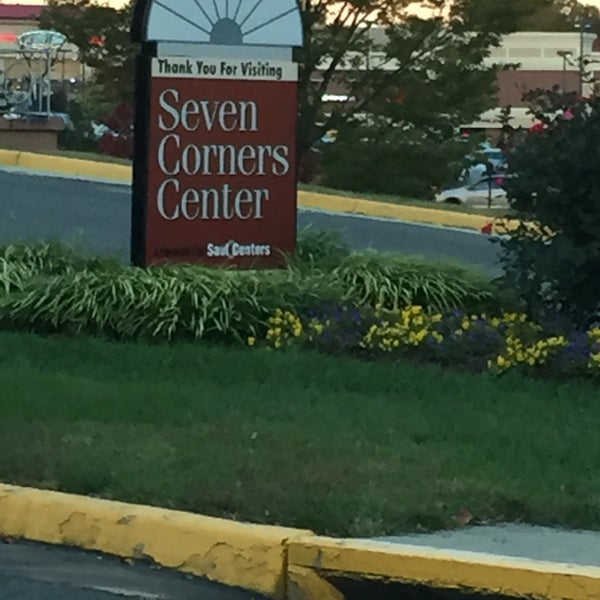 Thank You For Visiting
Seven
Corners
Center
Saul Centers